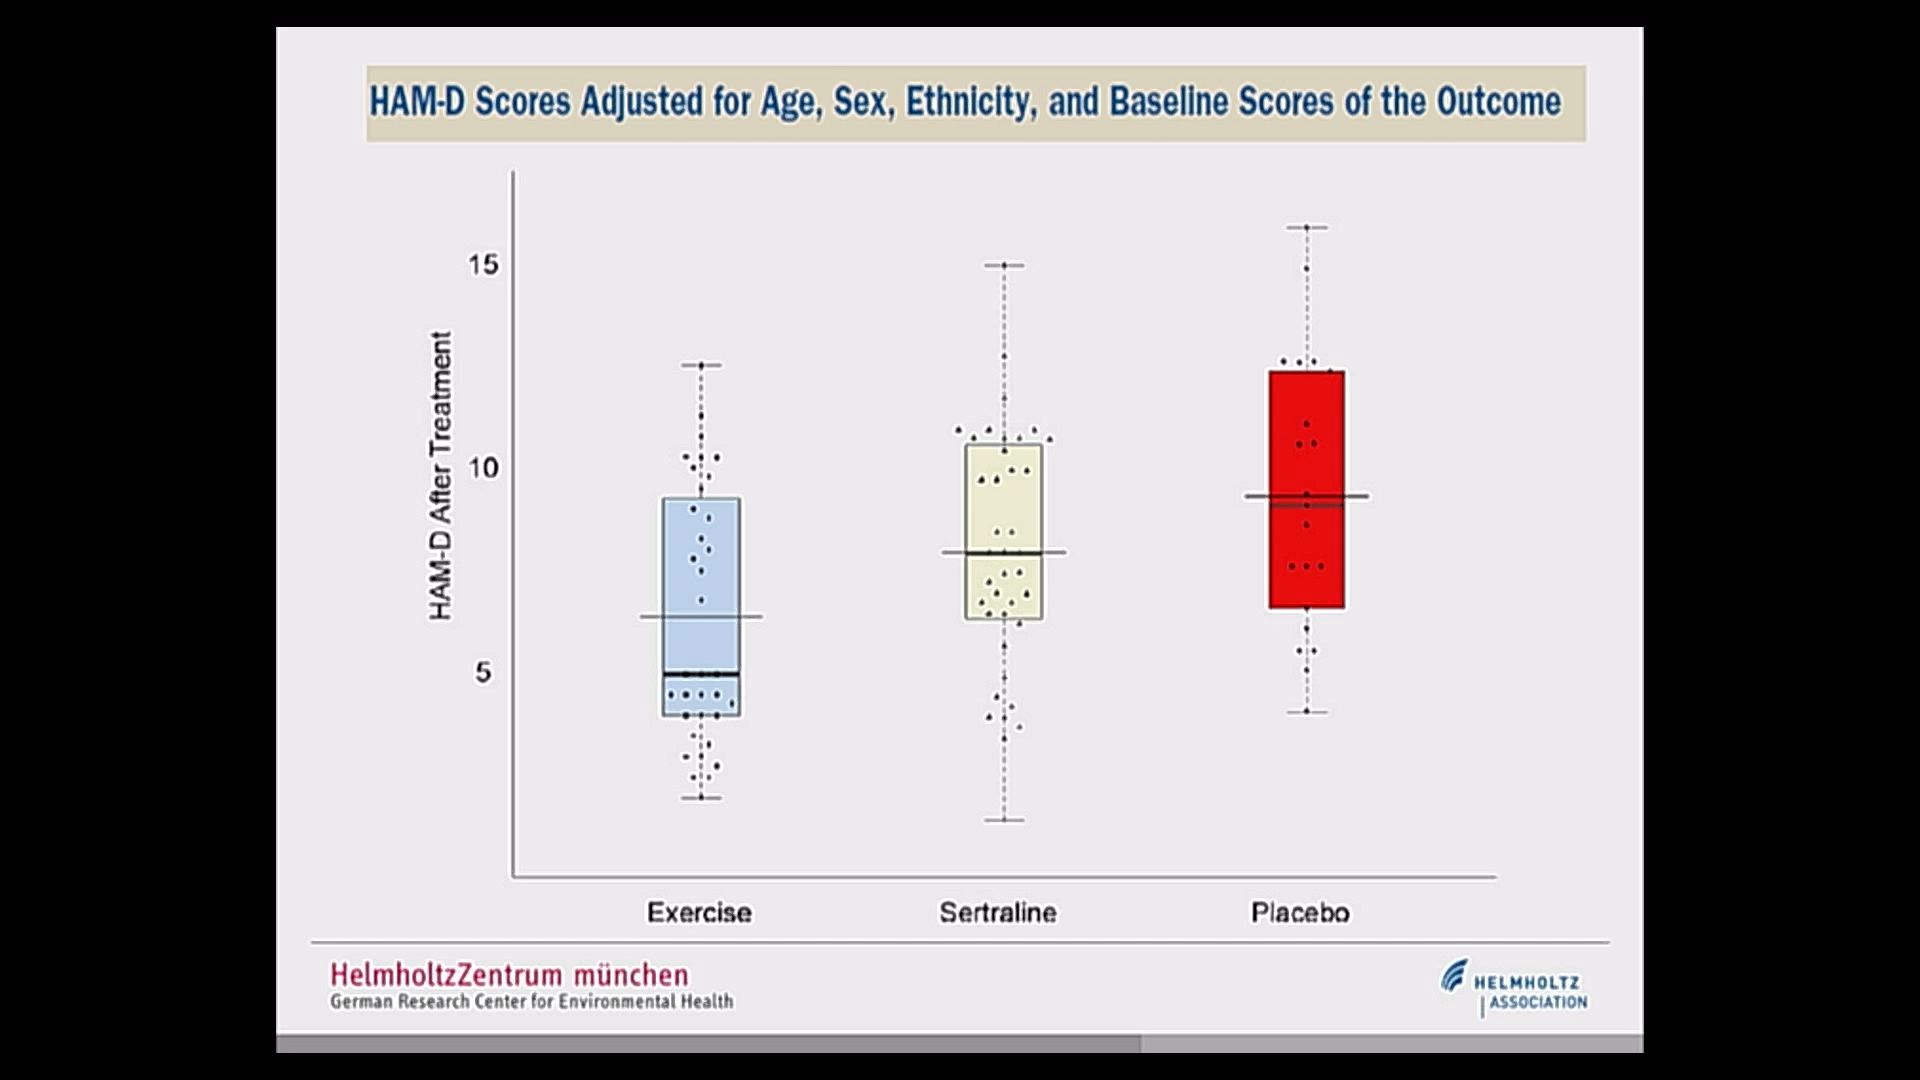 HAM-D Scores Adjusted for Age, Sex, Ethnicity, and Baseline Scores of the Outcome
15
10
5
HAM-D After Treatment
Exercise
Sertraline
Placebo
HelmholtzZentrum münchen
German Research Center for Environmental Health
HELMHOLTZ
ASSOCIATION